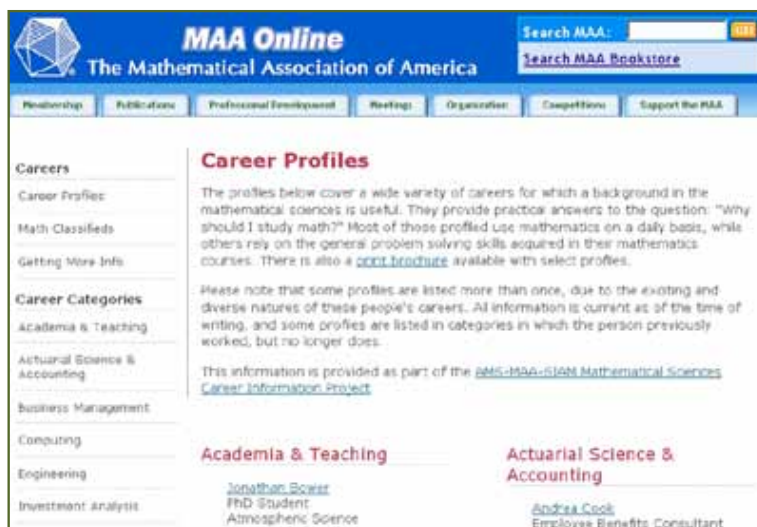 MAA Online
The Mathematical Association of America
Search MAA:
Search MAA Bookstore
Membership Publications Professional Development Meetings Organization Competitions Support the MAA
Careers
Career Profiles
Math Classifieds
Getting More Info
Career Categories
Academia & Teaching
Actuarial Science &
Accounting
Business Management
Computing
Engineering
Investment Analysis
Career Profiles
The profiles below cover a wide variety of careers for which a background in the
mathematical sciences is useful. They provide practical answers to the question: "Why
should I study math?" Most of those profiled use mathematics on a daily basis, while
others rely on the general problem solving skills acquired in their mathematics
courses. There is also a print brochure available with select profiles.
Please note that some profiles are listed more than once, due to the exciting and
diverse natures of these people's careers. All information is current as of the time of
writing, and some profiles are listed in categories in which the person previously
worked, but no longer does.
This information is provided as part of the AMS-MAA-SIAM Mathematical Sciences
Career Information Project
Academia & Teaching
Jonathan Bower
PhD Student
Atmospheric Science
Actuarial Science &
Accounting
Andrea Cook
Employee Benefits Consultant